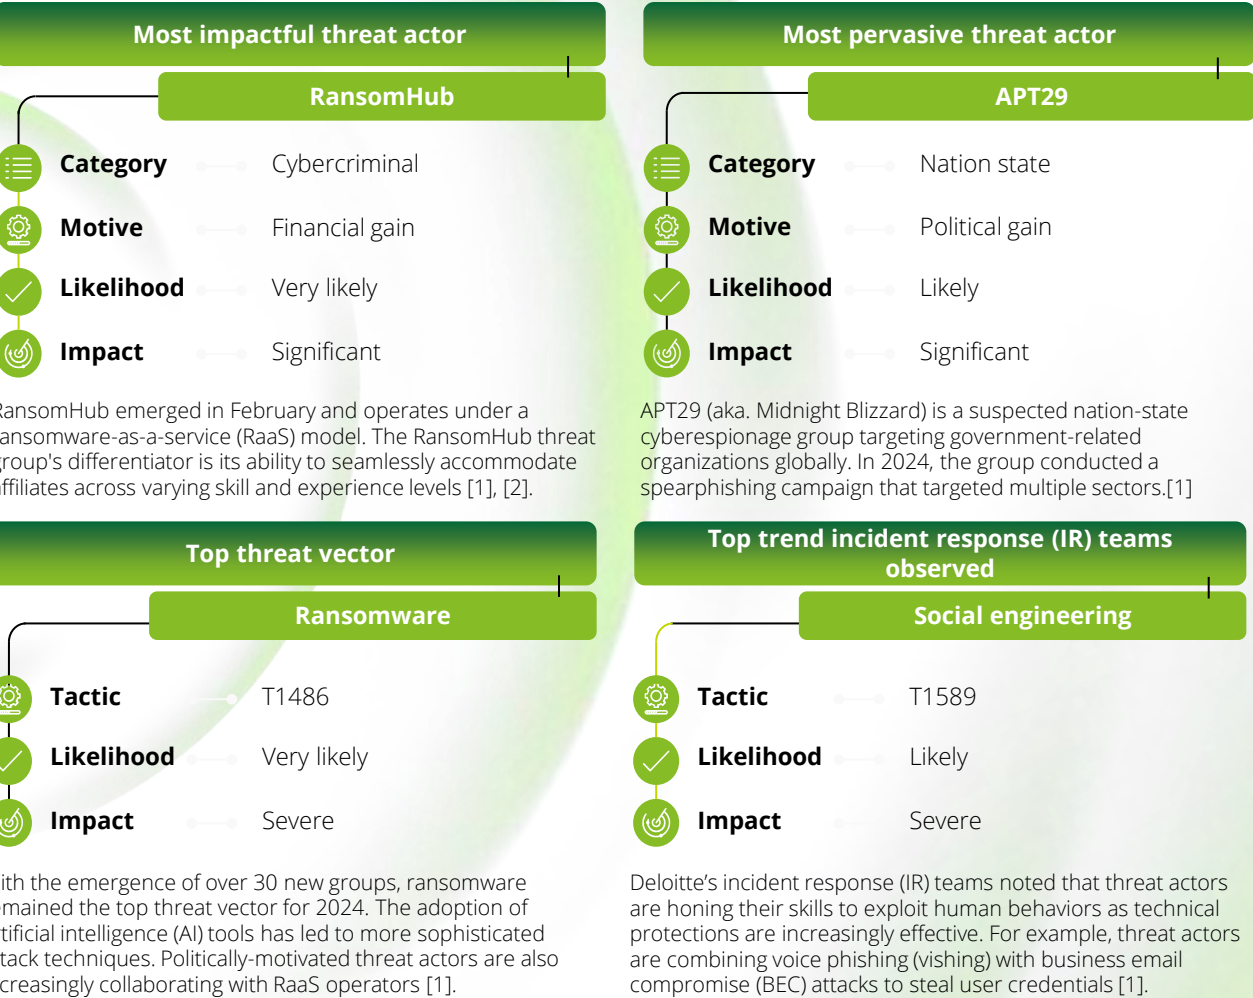 Most impactful threat actor
RansomHub
Category Cybercriminal
Motive Financial gain
Likelihood Very likely
Impact Significant
RansomHub emerged in February and operates under a
ransomware-as-a-service (RaaS) model. The RansomHub threat
group's differentiator is its ability to seamlessly accommodate
affiliates across varying skill and experience levels [1], [2].
Most pervasive threat actor
APT29
Category Nation state
Motive Political gain
Likelihood Likely
Impact Significant
APT29 (aka. Midnight Blizzard) is a suspected nation-state
cyberespionage group targeting government-related
organizations globally. In 2024, the group conducted a
spearphishing campaign that targeted multiple sectors.[1]
Top threat vector
Ransomware
Tactic T1486
Likelihood Very likely
Impact Severe
ith the emergence of over 30 new groups, ransomware
emained the top threat vector for 2024. The adoption of
rtificial intelligence (AI) tools has led to more sophisticated
ttack techniques. Politically-motivated threat actors are also
creasingly collaborating with RaaS operators [1].
Top trend incident response (IR) teams
observed
Social engineering
Tactic T1589
Likelihood Likely
Impact Severe
Deloitte’s incident response (IR) teams noted that threat actors
are honing their skills to exploit human behaviors as technical
protections are increasingly effective. For example, threat actors
are combining voice phishing (vishing) with business email
compromise (BEC) attacks to steal user credentials [1].